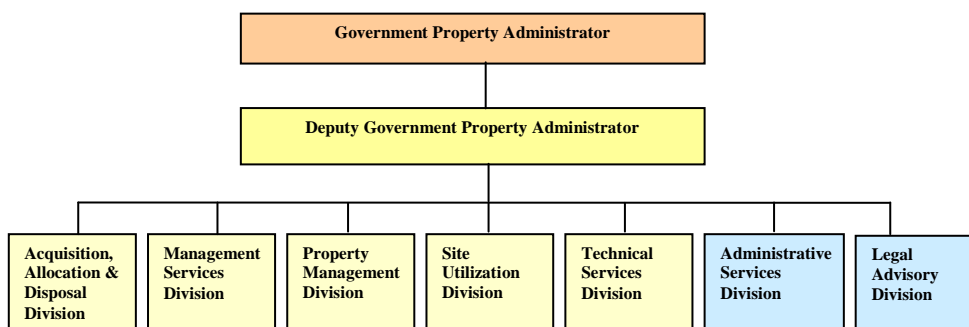 Government Property Administrator
Deputy Government Property Administrator
Acquisition,
Allocation &
Disposal
Division
Management
Services
Division
Property
Management
Division
Site
Utilization
Division
Technical
Services
Division
Administrative
Services
Division
Legal
Advisory
Division